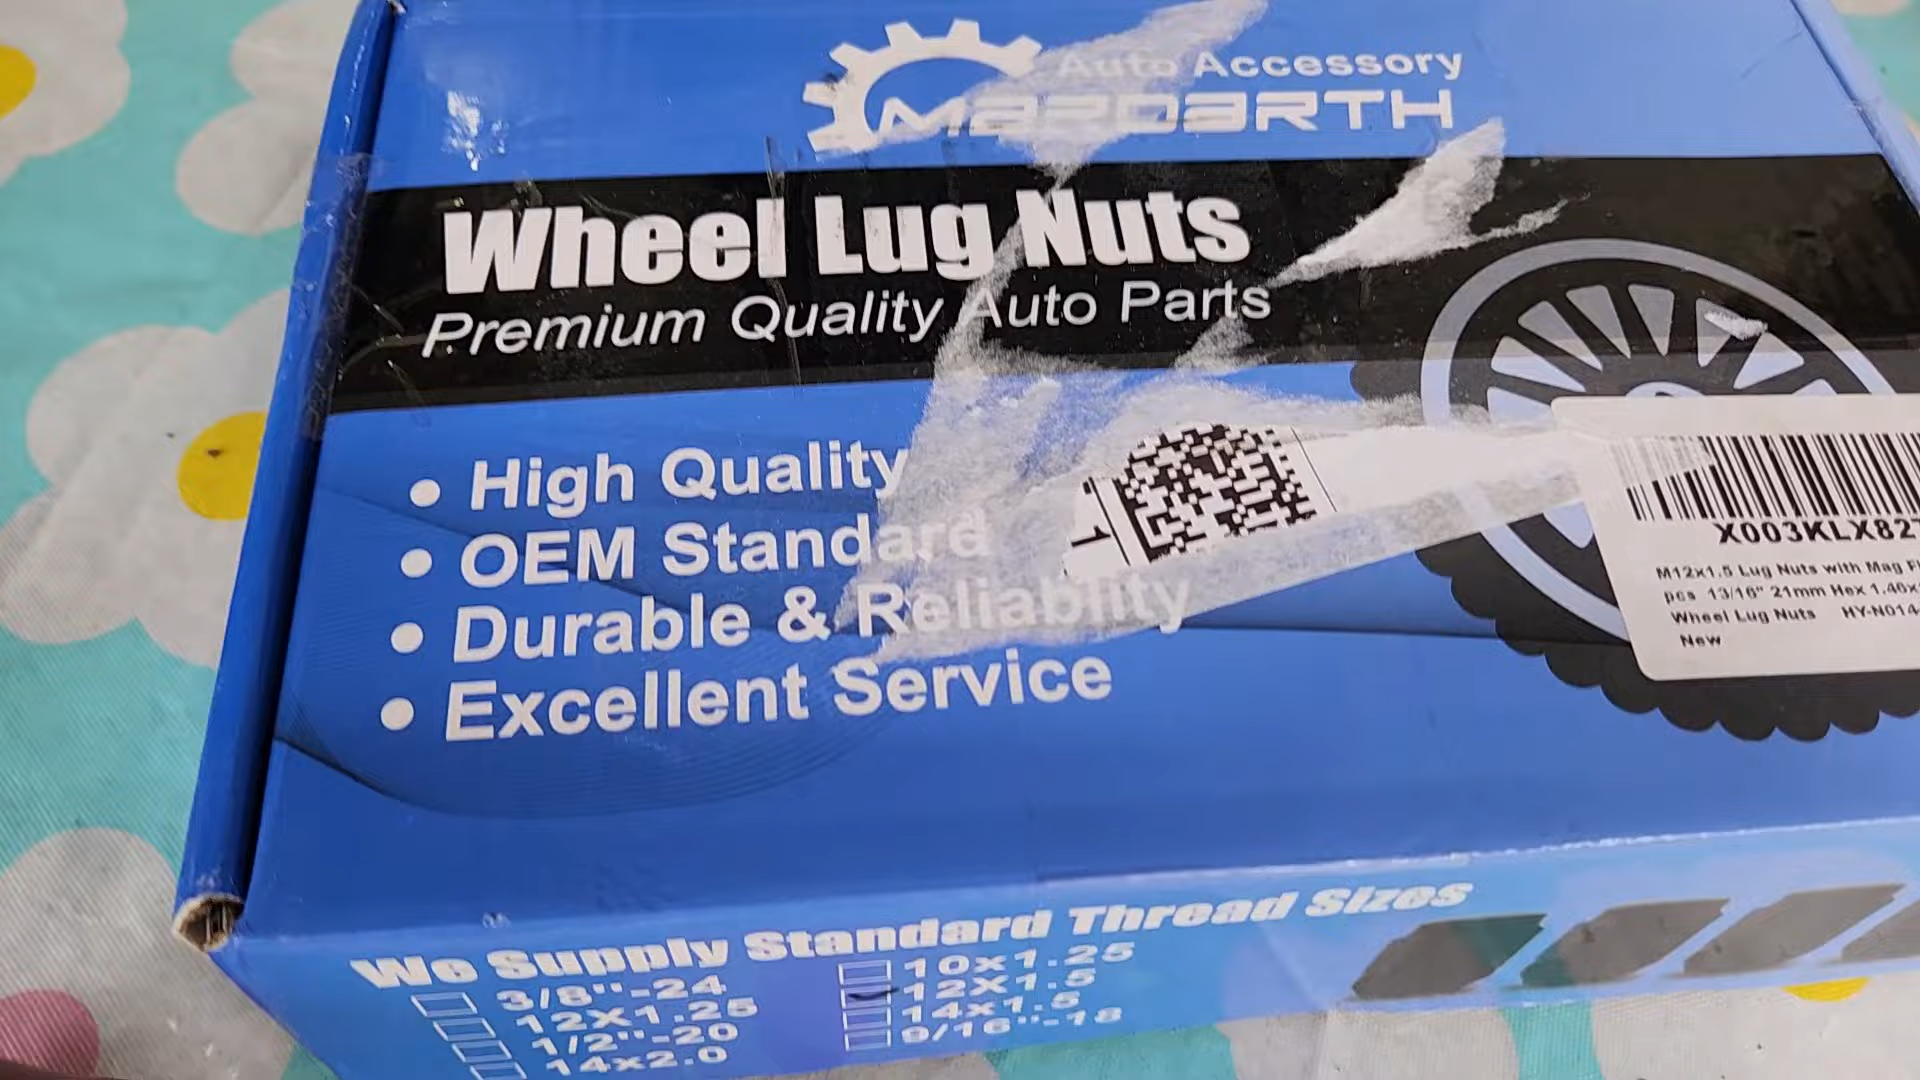 Auto Accessory
Wheel Lug Nuts
Premium Quality Auto Parts
• High Quality
• OEM Standard
• Durable & Reliability
• Excellent Service
X003KLX82
M12x1.5 Lug Nuts with Mag
pcs 13/16" 21mm Hex 1.46x
Wheel Lug Nuts HY-N014-
New
We Supply Standard Thread Sizes
3/8"-24
12X1.25
1/2"-20
14x2.0
10x1.25
12X1.5
14x1.5
9/16"-18